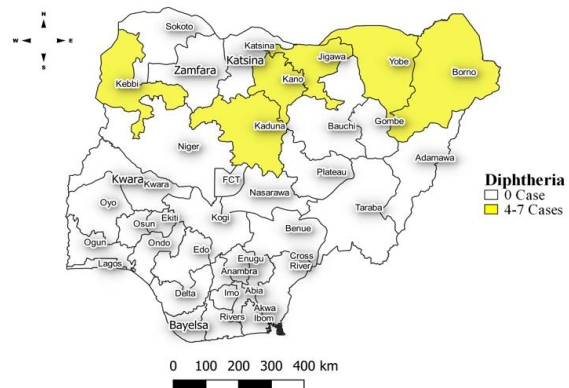 N
W E
S
Sokoto
Katsina
Katsina
Zamfara
Jigawa
Yobe
Borno
Kebbi
Kano
Kaduna
Bauchi
Gombe
Niger
Adamawa
FCT
Plateau
Nasarawa
Kwara
Kwara
Oyo
Taraba
Kogi
Osun
Ekiti
Benue
Ogun
Ondo
Edo
Lagos
Enugu
Anambra
Cross
River
Delta
Imo
Abia
Akwa
Ibom
Rivers
Bayelsa
Diphtheria
0 Case
4-7 Cases
0 100 200 300 400 km